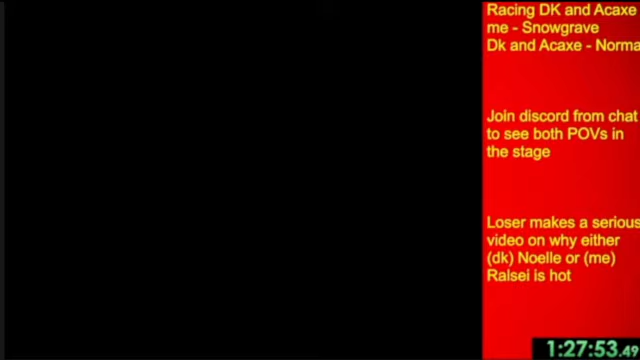 Racing DK and Acaxe
me - Snowgrave
Dk and Acaxe - Norma
Join discord from chat
to see both POVs in
the stage
Loser makes a serious
video on why either
(dk) Noelle or (me)
Ralsei is hot
1:27:53.49